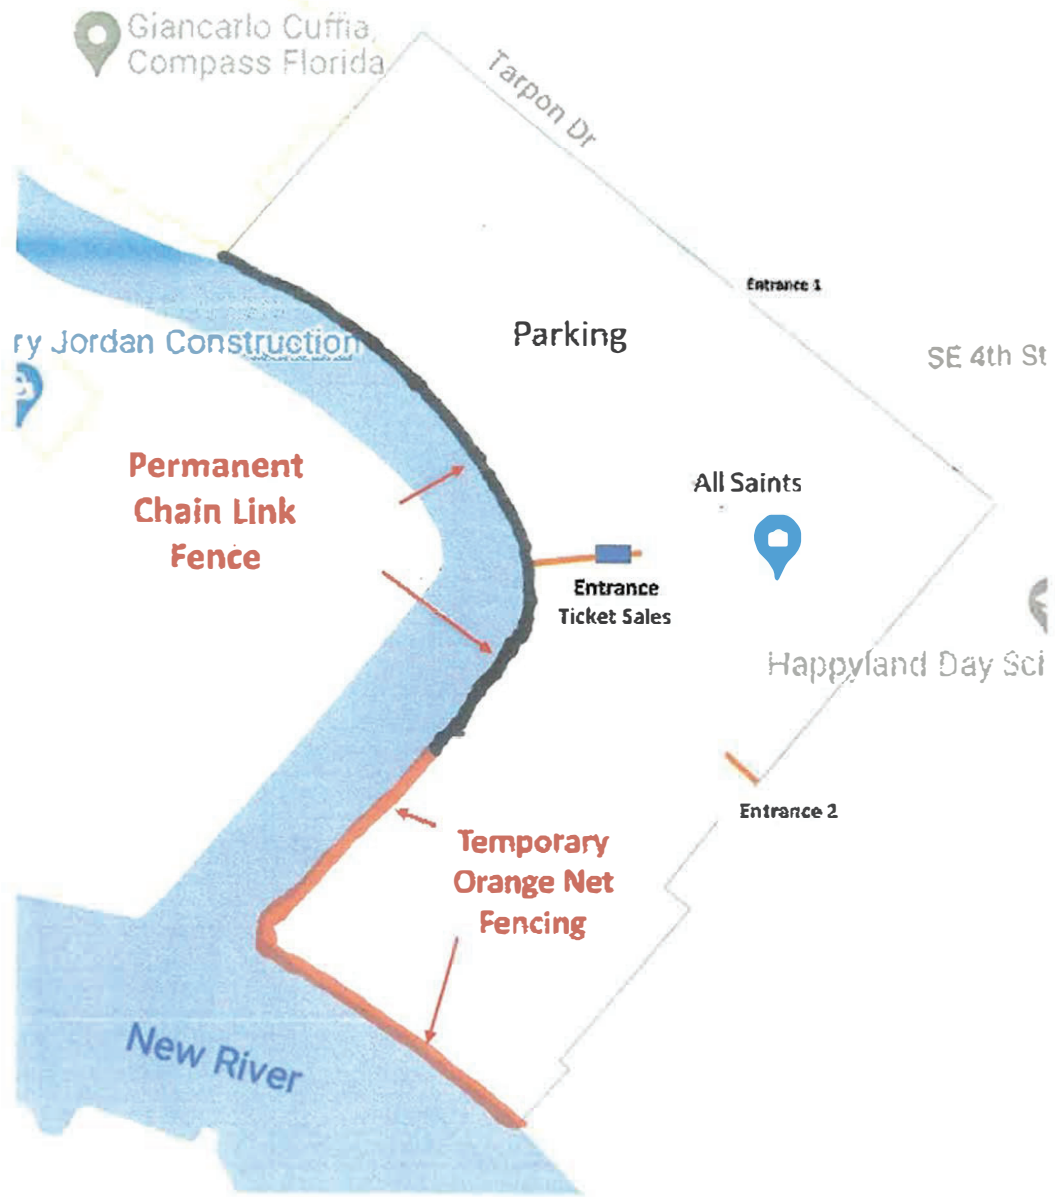 Giancarlo Cuffia,
Compass Florida
Tarpon Dr
Entrance 1
ry Jordan Construction
Parking
SE 4th St
Permanent
Chain Link
Fence
All Saints
Entrance
Ticket Sales
Happyland Day Scl
Entrance 2
Temporary
Orange Net
Fencing
New River